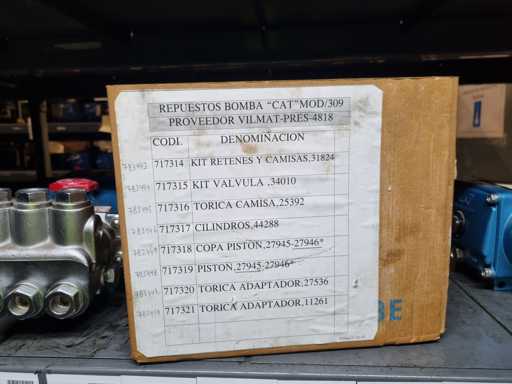 REPUESTOS BOMBA "CAT"MOD/309
PROVEEDOR VILMAT-PRES-4818
CODI. DENOMINACION
717314 KIT RETENES Y CAMISAS,31824
717315 KIT VALVULA ,34010
717316 TORICA CAMISA,25392
717317 CILINDROS,44288
717318 COPA PISTON,27945-27946*
717319 PISTON,27945-27946*
717320 TORICA ADAPTADOR,27536
717321 TORICA ADAPTADOR,11261